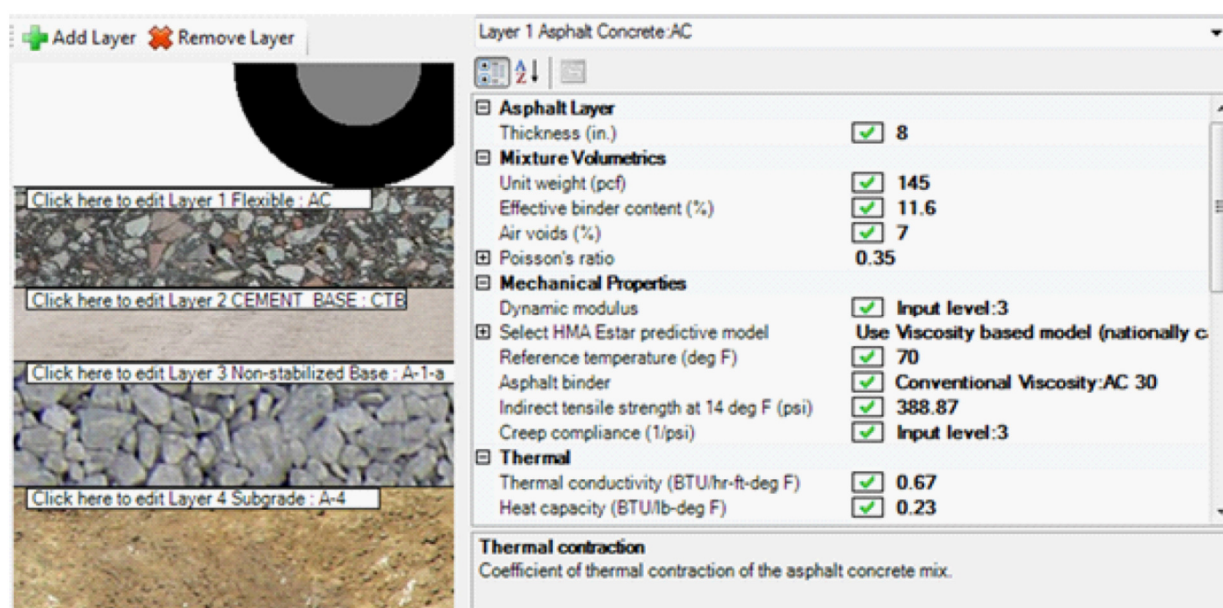 Add Layer Remove Layer
Click here to edit Layer 1 Flexible : AC
Click here to edit Layer 2 CEMENT_BASE : CTB
Click here to edit Layer 3 Non-stabilized Base : A-1-a
Click here to edit Layer 4 Subgrade : A-4
Layer 1 Asphalt Concrete:AC
Asphalt Layer
Thickness (in.) 8
Mixture Volumetrics
Unit weight (pcf) 145
Effective binder content (%) 11.6
Air voids (%) 7
Poisson's ratio 0.35
Mechanical Properties
Dynamic modulus Input level:3
Select HMA Estar predictive model Use Viscosity based model (nationally c
Reference temperature (deg F) 70
Asphalt binder Conventional Viscosity:AC 30
Indirect tensile strength at 14 deg F (psi) 388.87
Creep compliance (1/psi) Input level:3
Thermal
Thermal conductivity (BTU/hr-ft-deg F) 0.67
Heat capacity (BTU/lb-deg F) 0.23
Thermal contraction
Coefficient of thermal contraction of the asphalt concrete mix.